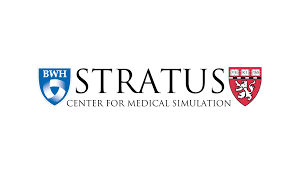 BWH
STRATUS
CENTER FOR MEDICAL SIMULATION